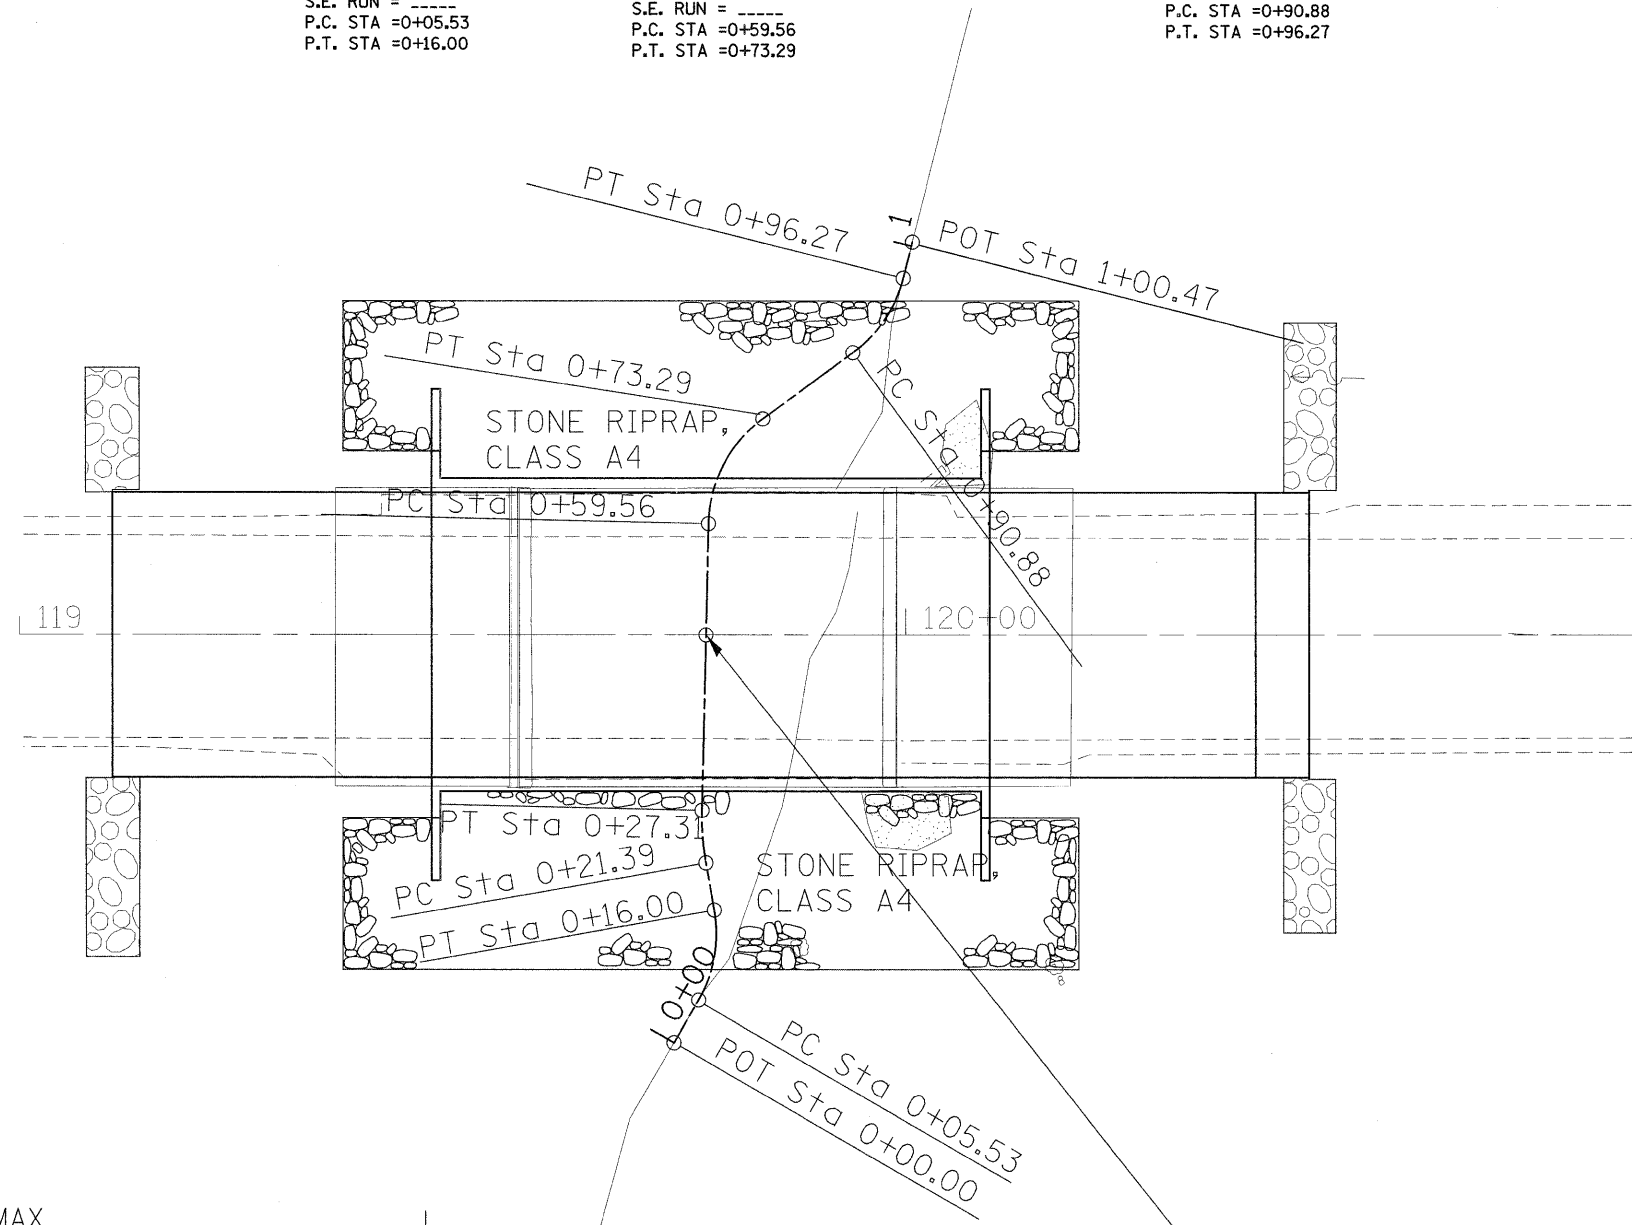 S.E. RUN = _____
P.C. STA =0+05.53
P.T. STA =0+16.00
S.E. RUN = _____
P.C. STA =0+59.56
P.T. STA =0+73.29
P.C. STA =0+90.88
P.T. STA =0+96.27
PT Sta 0+96.27
1
POT Sta 1+00.47
PT Sta 0+73.29
PC Sta 0+90.88
STONE RIPRAP,
CLASS A4
PC Sta 0+59.56
119
120+00
PT Sta 0+27.31
PC Sta 0+21.39
STONE RIPRAP,
CLASS A4
PT Sta 0+16.00
0+00
PC Sta 0+05.53
POT Sta 0+00.00
MAX